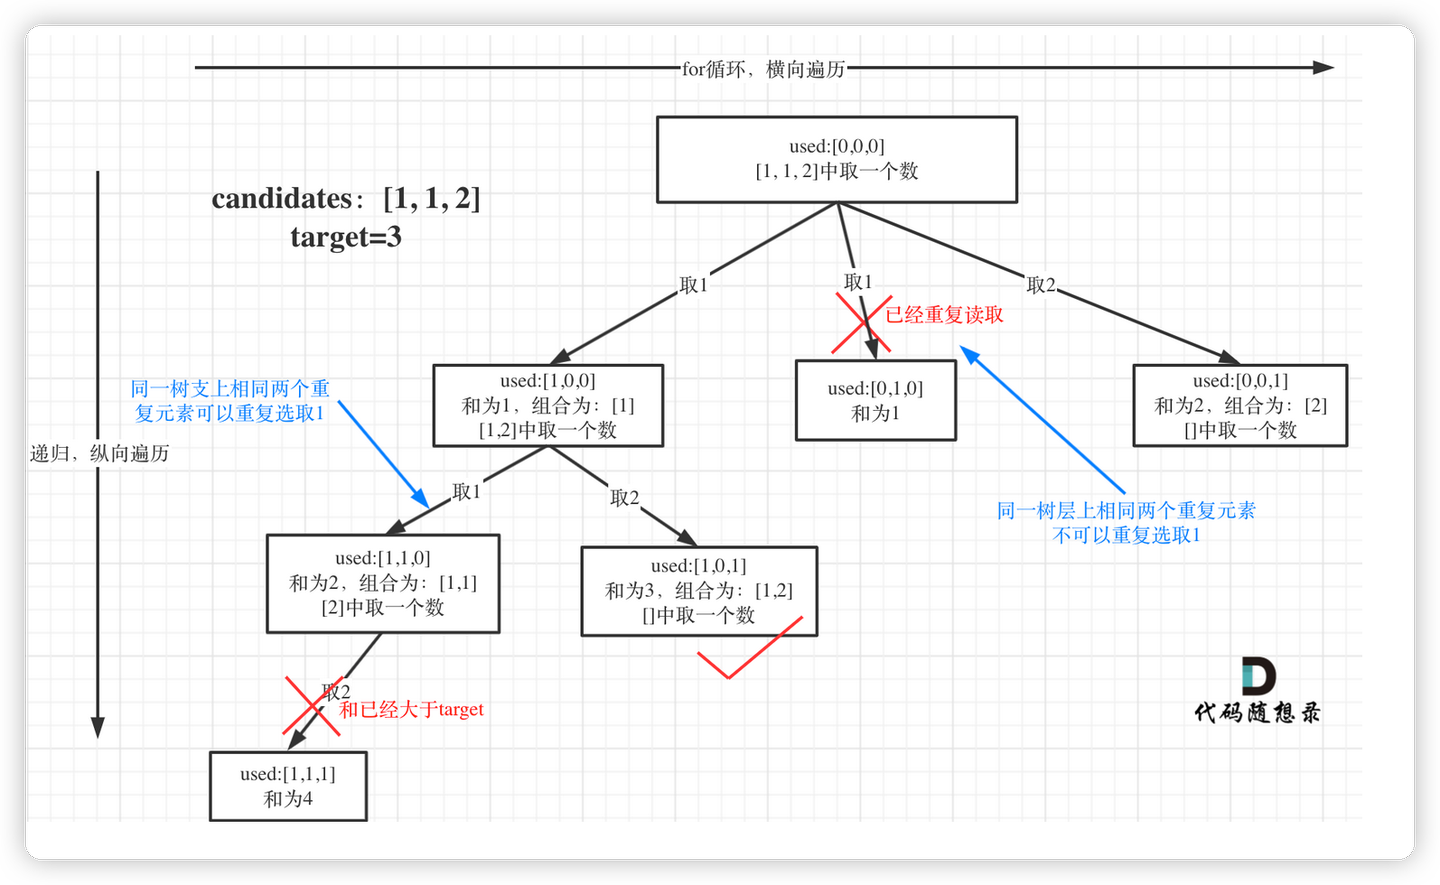 for循环，横向遍历
used:[0,0,0]
[1, 1, 2]中取一个数
candidates：[1, 1, 2]
target=3
取1
取1
取2
已经重复读取
同一树支上相同两个重
复元素可以重复选取1
used:[1,0,0]
和为1，组合为：[1]
[1,2]中取一个数
used:[0,1,0]
和为1
used:[0,0,1]
和为2，组合为：[2]
[]中取一个数
递归，纵向遍历
取1
取2
同一树层上相同两个重复元素
不可以重复选取1
used:[1,1,0]
和为2，组合为：[1,1]
[2]中取一个数
used:[1,0,1]
和为3，组合为：[1,2]
[]中取一个数
取2
和已经大于target
代码随想录
used:[1,1,1]
和为4